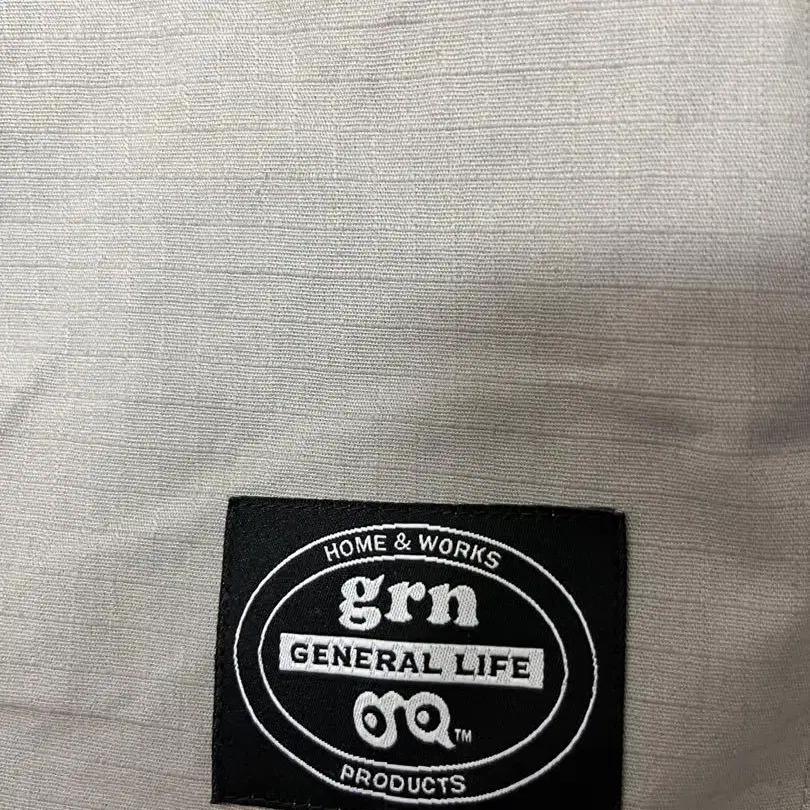 HOME & WORKS
grn
GENERAL LIFE
TM
PRODUCTS